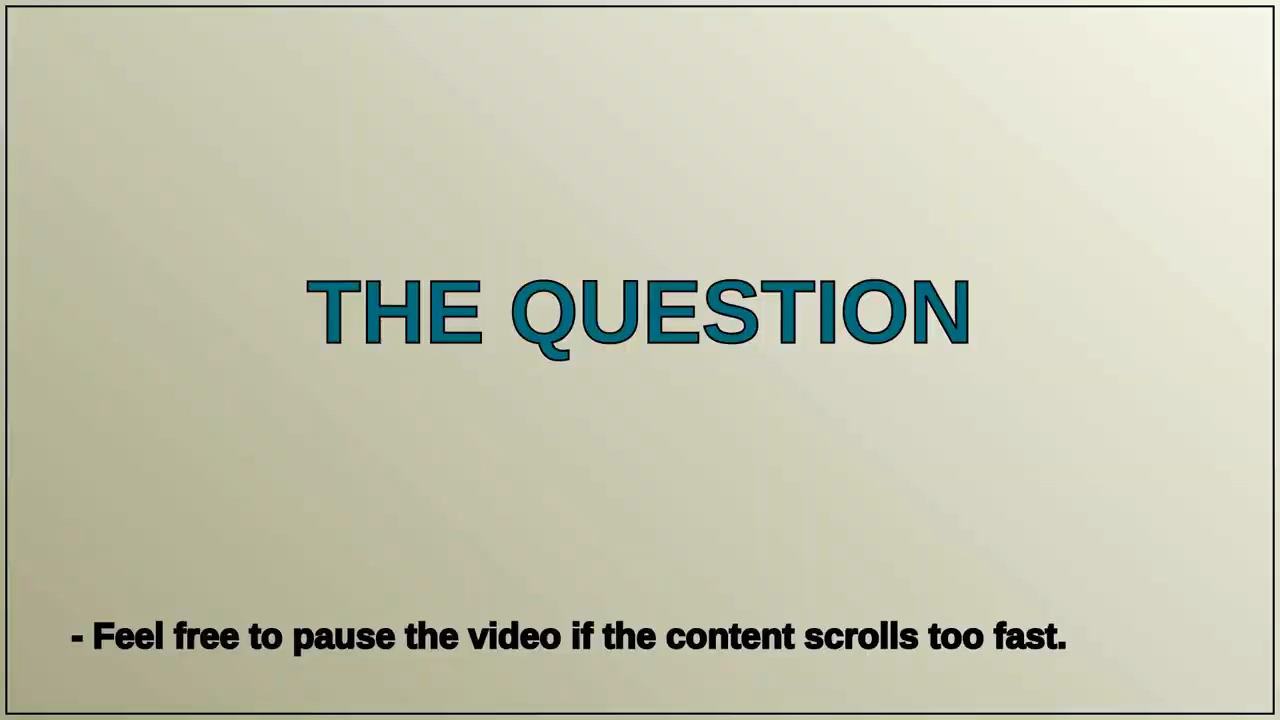 THE QUESTION
- Feel free to pause the video if the content scrolls too fast.